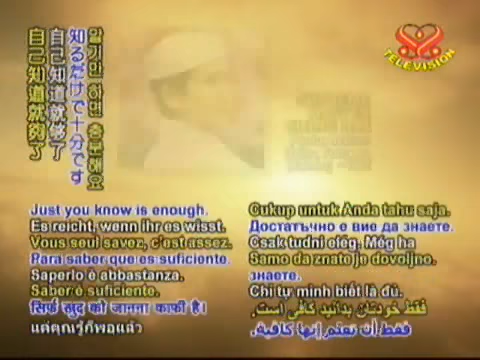 알기만 하면 충분해요
知るだけで十分です
自己知道就够了
自己知道就夠了
TELEVISION
Just you know is enough.
Es reicht, wenn ihr es wisst.
Vous seul savez, c'est assez.
Para saber que es suficiente.
Saperlo è abbastanza.
Saber é suficiente.
सिर्फ़ खुद को जानना काफी है।
แค่คุณรู้ก็พอแล้ว
Cukup untuk Anda tahu saja.
Достатъчно е вие да знаете.
Csak tudni elég. Még ha
Samo da znate je dovoljno.
знаете.
Chỉ tự mình biết là đủ.
فقط خودتان بدانید کافی است.
فقط أن تعلم إنها كافية.